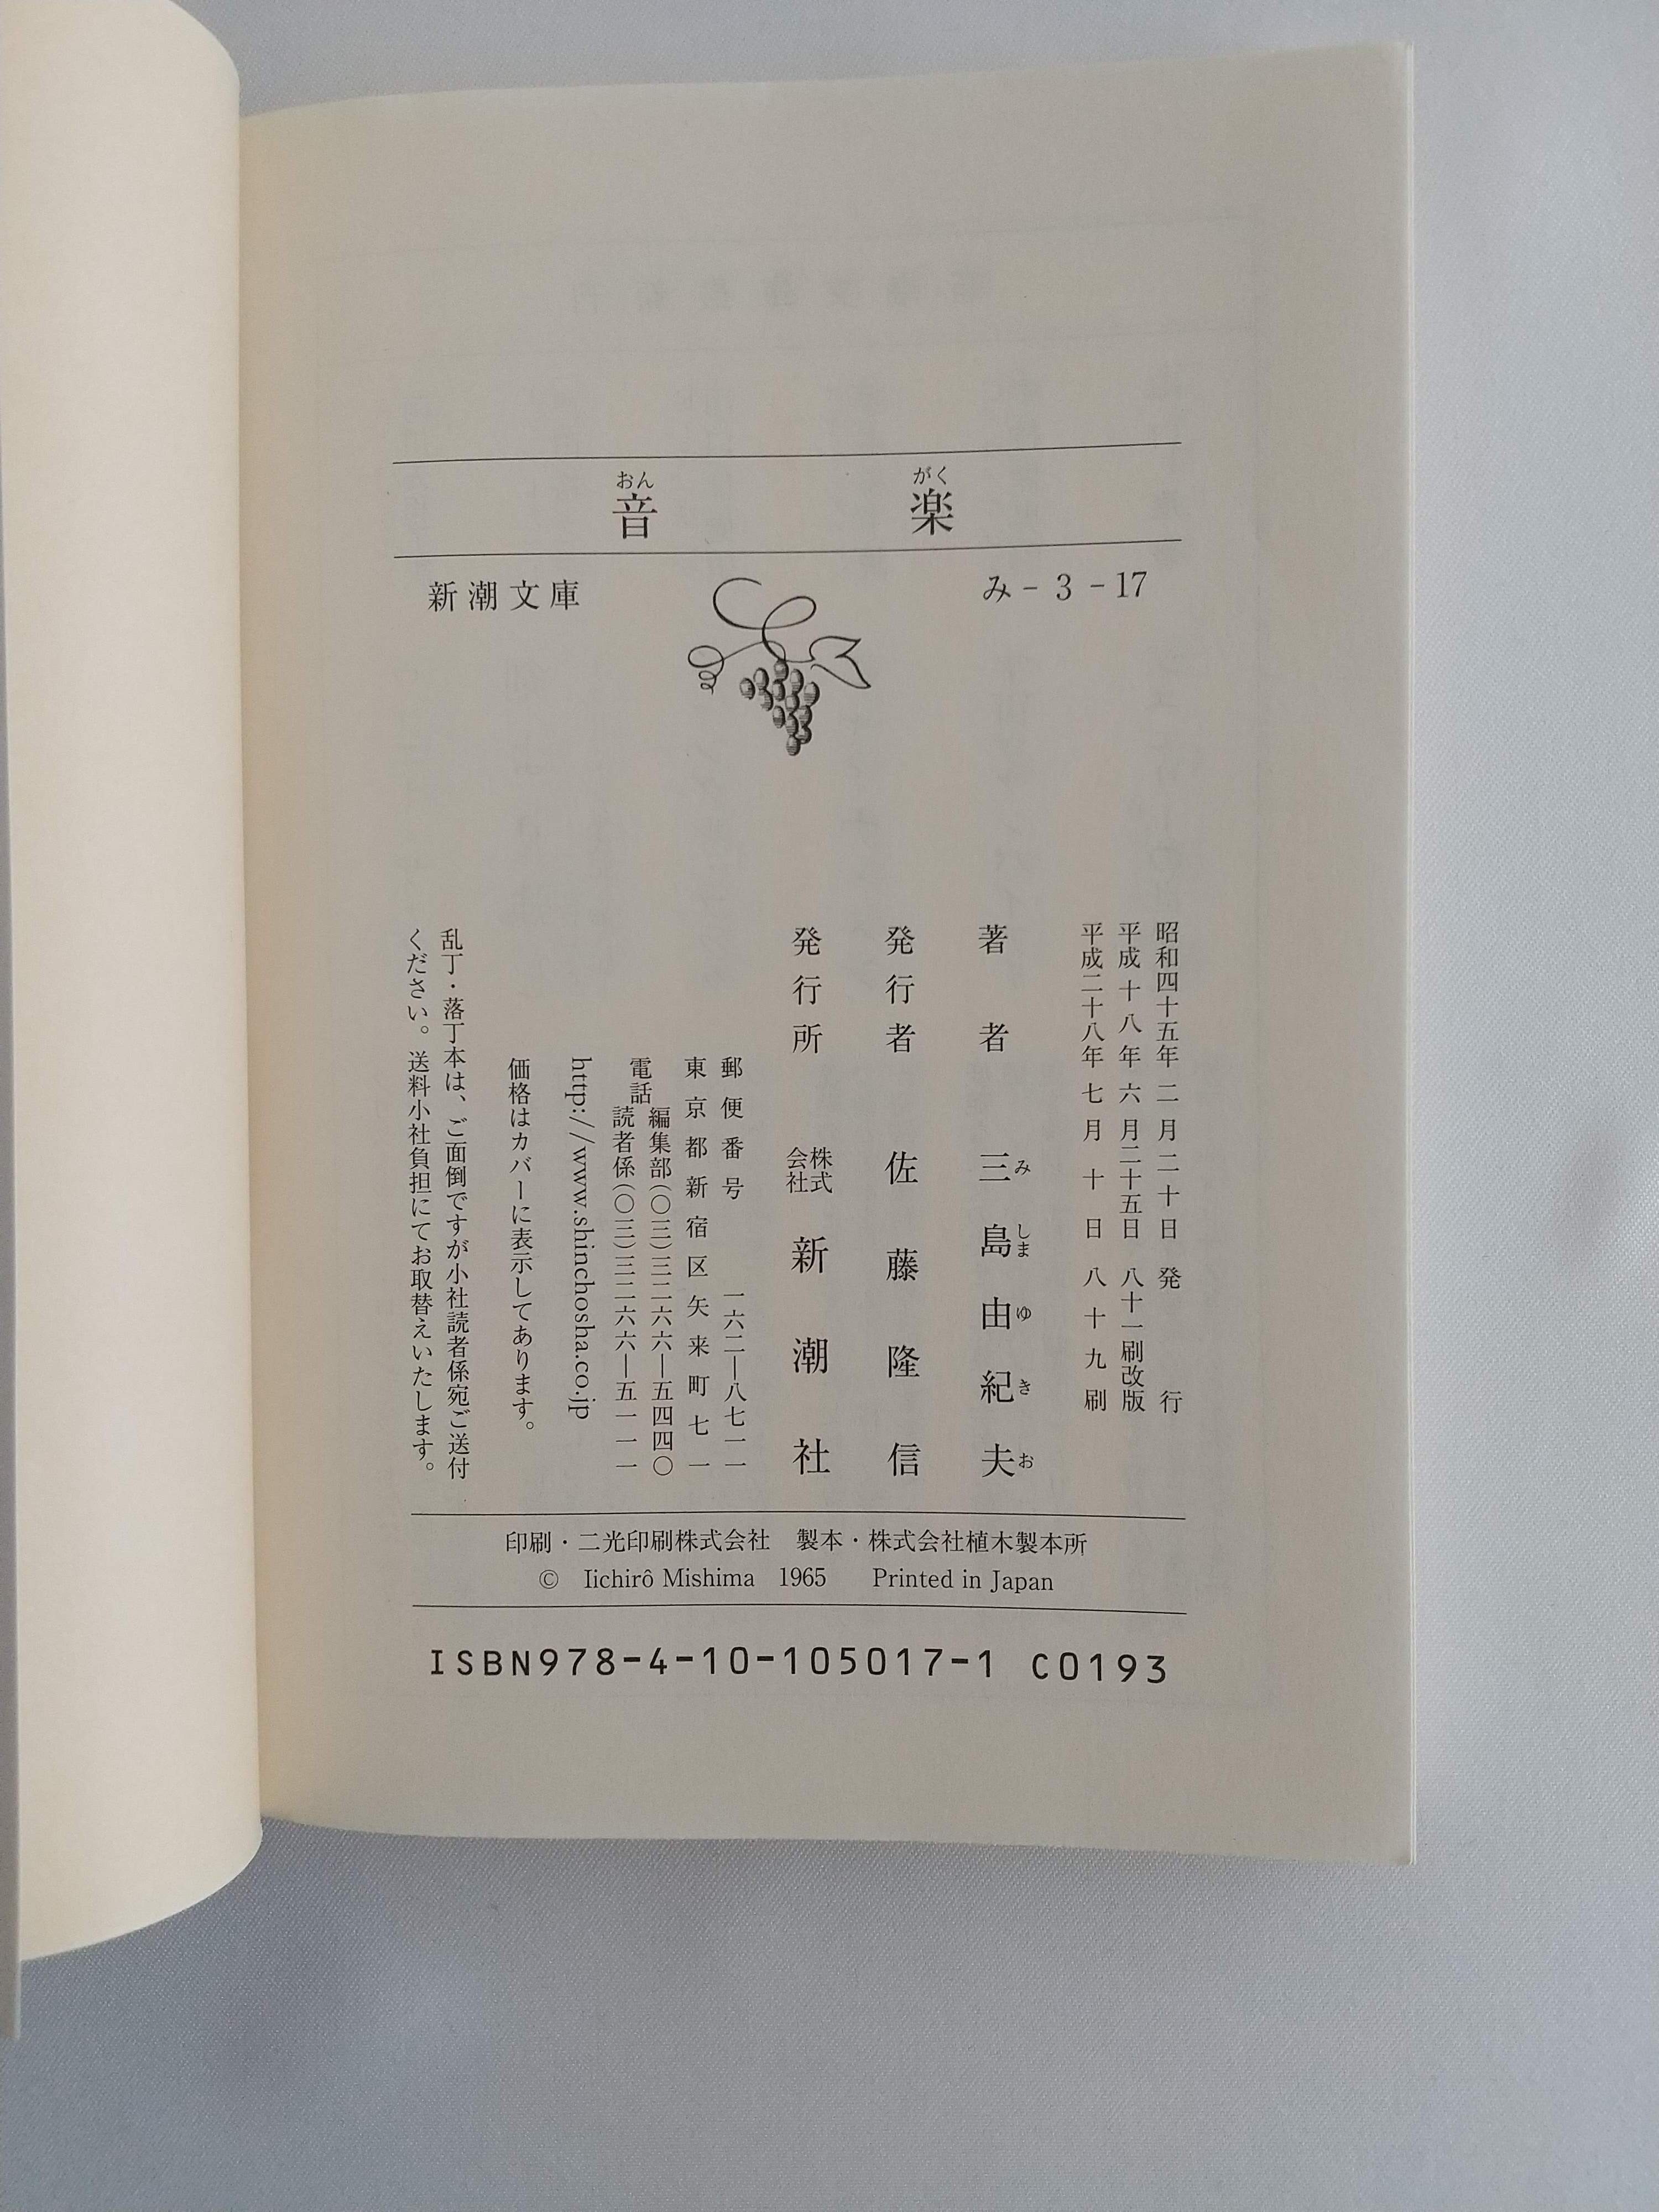 音楽
おん がく
新潮文庫
み-3-17
昭和四十五年二月二十日発行
平成十八年六月二十五日八十一刷改版
平成二十八年七月十日八十九刷
著者 三島由紀夫
み しま ゆ き お
発行者 佐藤隆信
発行所 株式会社 新潮社
郵便番号 一六二―八七一一
東京都新宿区矢来町七一
電話 編集部(〇三)三二六六―五四四〇
読者係(〇三)三二六六―五一一一
http://www.shinchosha.co.jp
価格はカバーに表示してあります。
乱丁・落丁本は、ご面倒ですが小社読者係宛ご送付
ください。送料小社負担にてお取替えいたします。
印刷・二光印刷株式会社 製本・株式会社植木製本所
© Iichirô Mishima 1965 Printed in Japan
ISBN978-4-10-105017-1 C0193